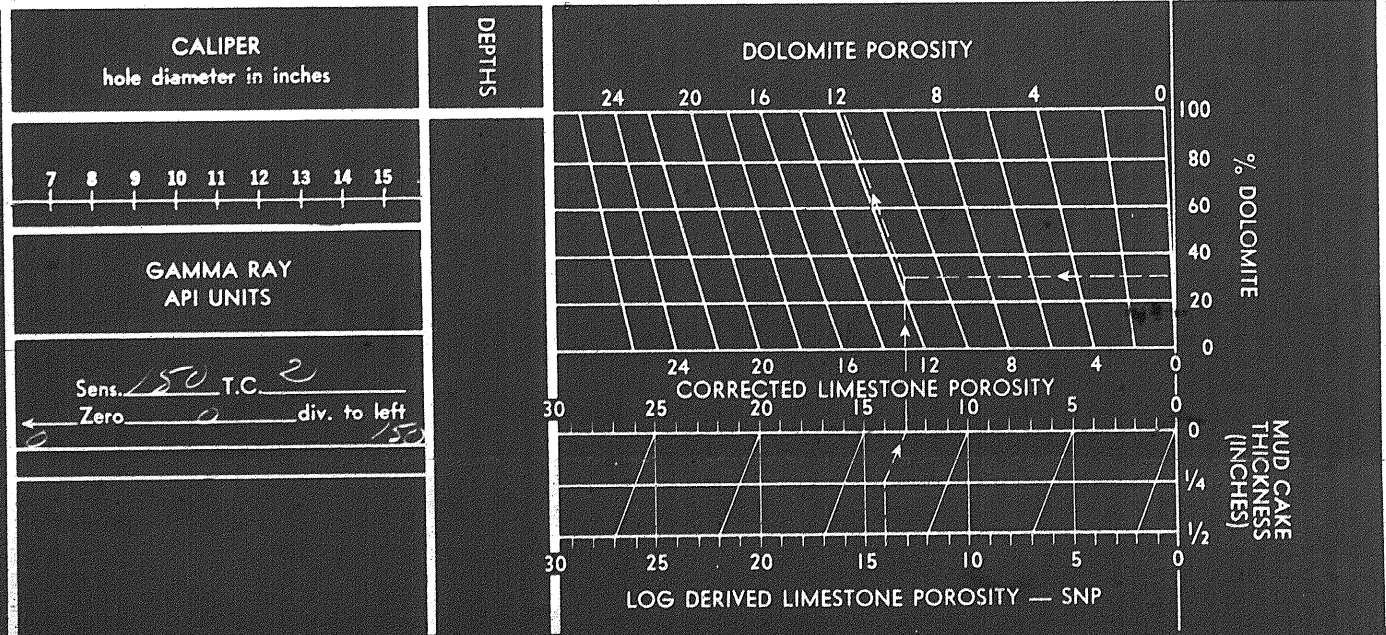 CALIPER
hole diameter in inches
7 8 9 10 11 12 13 14 15
GAMMA RAY
API UNITS
Sens. 150 T.C. 2
Zero 0 div. to left
0 150
DEPTHS
DOLOMITE POROSITY
24 20 16 12 8 4 0
100
80
60
40
20
0
% DOLOMITE
24 20 16 12 8 4 0
CORRECTED LIMESTONE POROSITY
30 25 20 15 10 5 0
0
1/4
1/2
MUD CAKE
THICKNESS
(INCHES)
30 25 20 15 10 5 0
LOG DERIVED LIMESTONE POROSITY — SNP